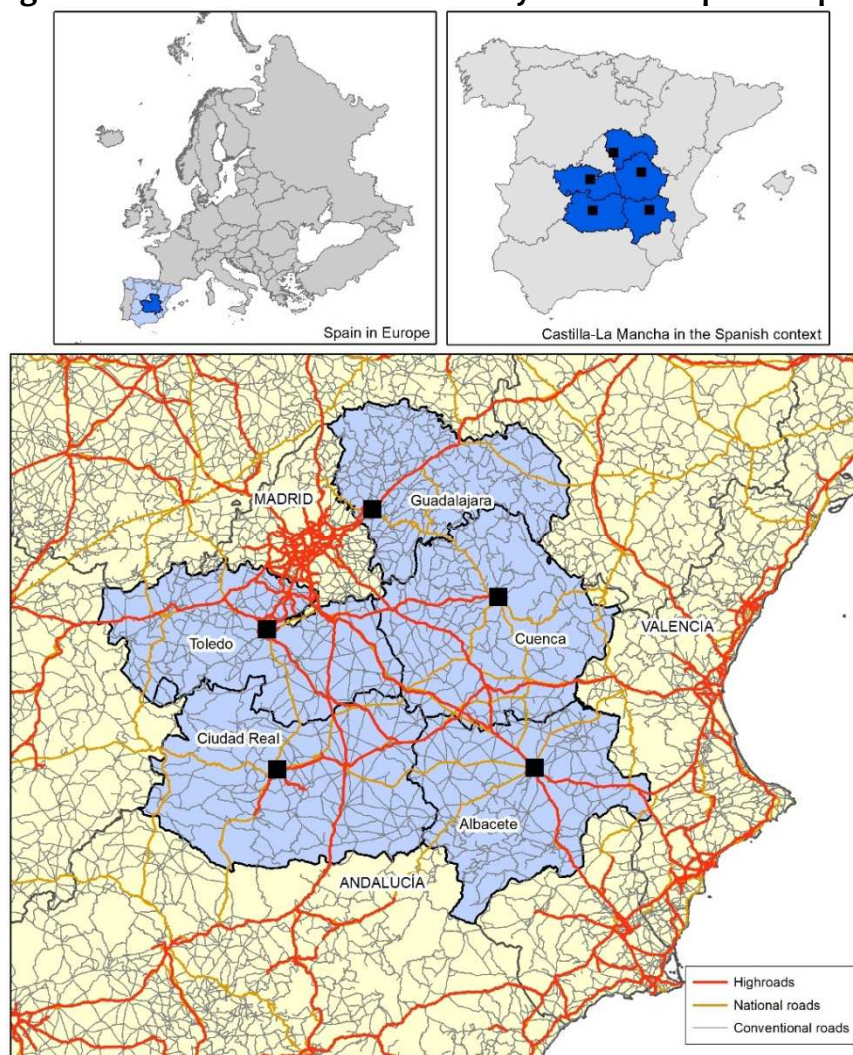 Spain in Europe
Castilla-La Mancha in the Spanish context
MADRID
Guadalajara
Toledo
Cuenca
VALENCIA
Ciudad Real
Albacete
ANDALUCÍA
Highroads
National roads
Conventional roads